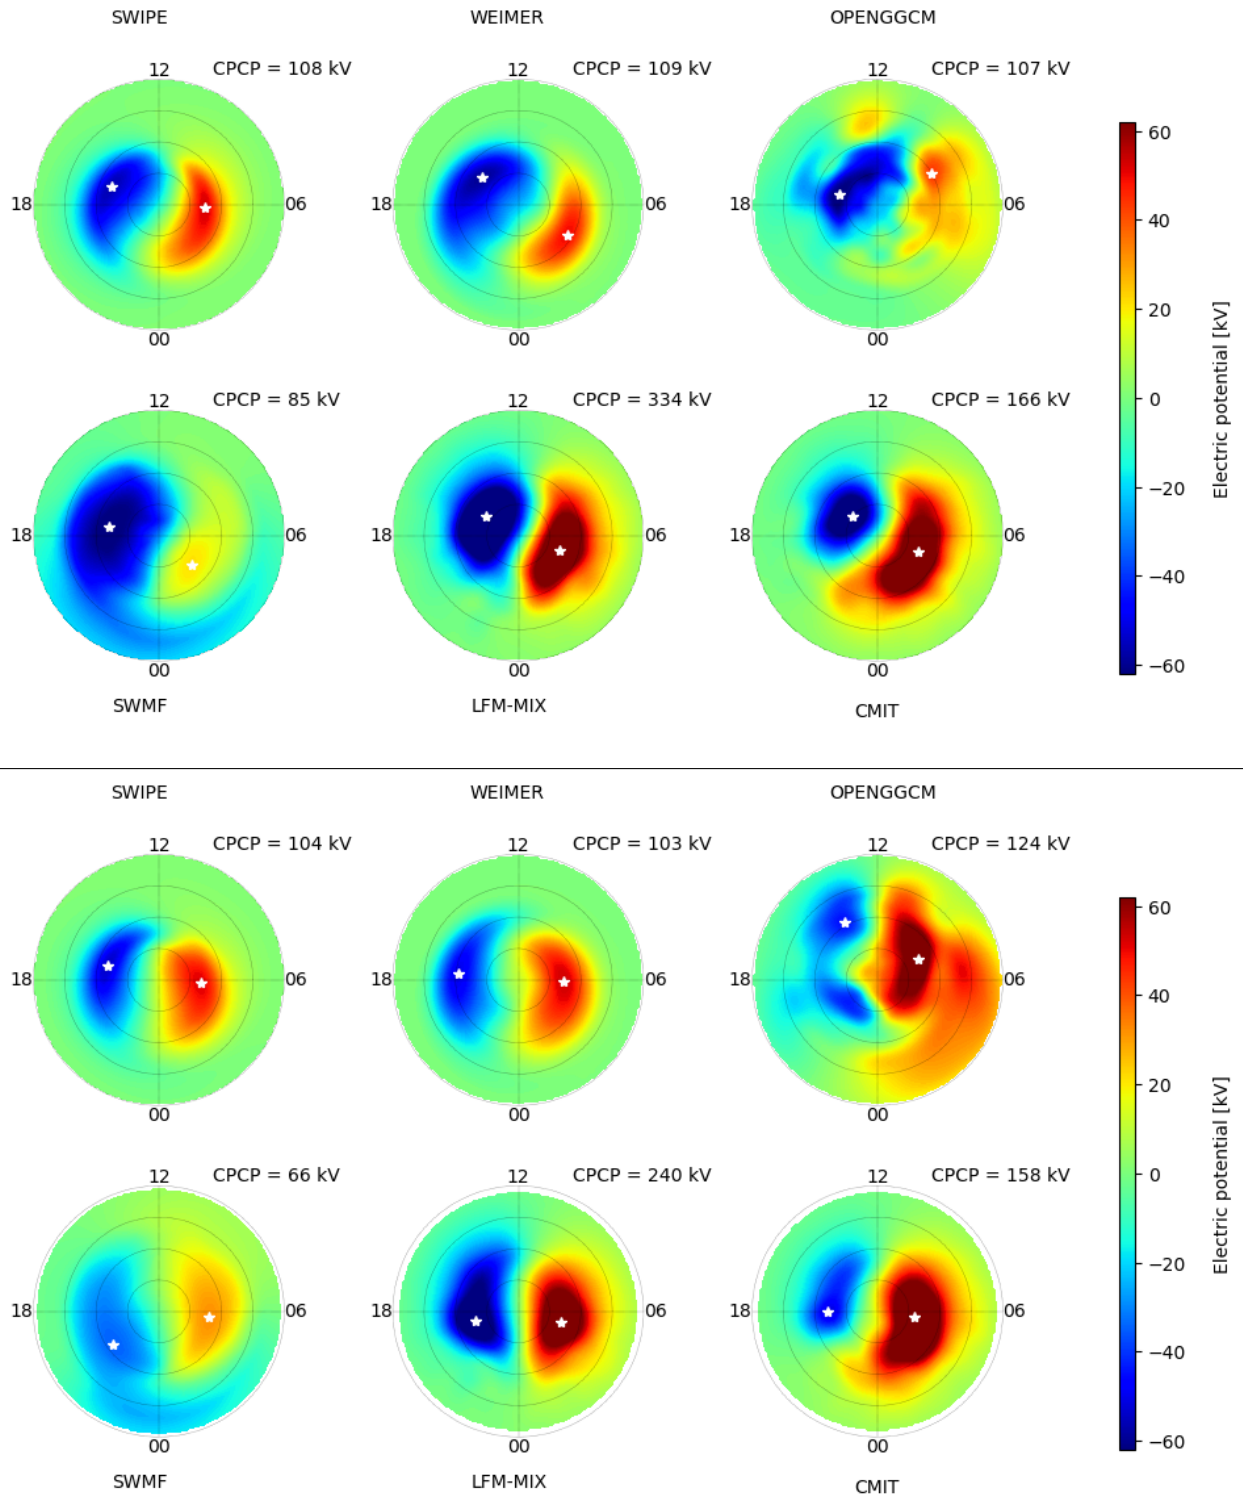 SWIPE WEIMER OPENGGCM
12 CPCP = 108 kV 12 CPCP = 109 kV 12 CPCP = 107 kV
18 06 18 06 18 06
00 00 00
12 CPCP = 85 kV 12 CPCP = 334 kV 12 CPCP = 166 kV
18 06 18 06 18 06
00 00 00
SWMF LFM-MIX CMIT
60
40
20
0
−20
−40
−60
Electric potential [kV]
SWIPE WEIMER OPENGGCM
12 CPCP = 104 kV 12 CPCP = 103 kV 12 CPCP = 124 kV
18 06 18 06 18 06
00 00 00
12 CPCP = 66 kV 12 CPCP = 240 kV 12 CPCP = 158 kV
18 06 18 06 18 06
00 00 00
SWMF LFM-MIX CMIT
60
40
20
0
−20
−40
−60
Electric potential [kV]